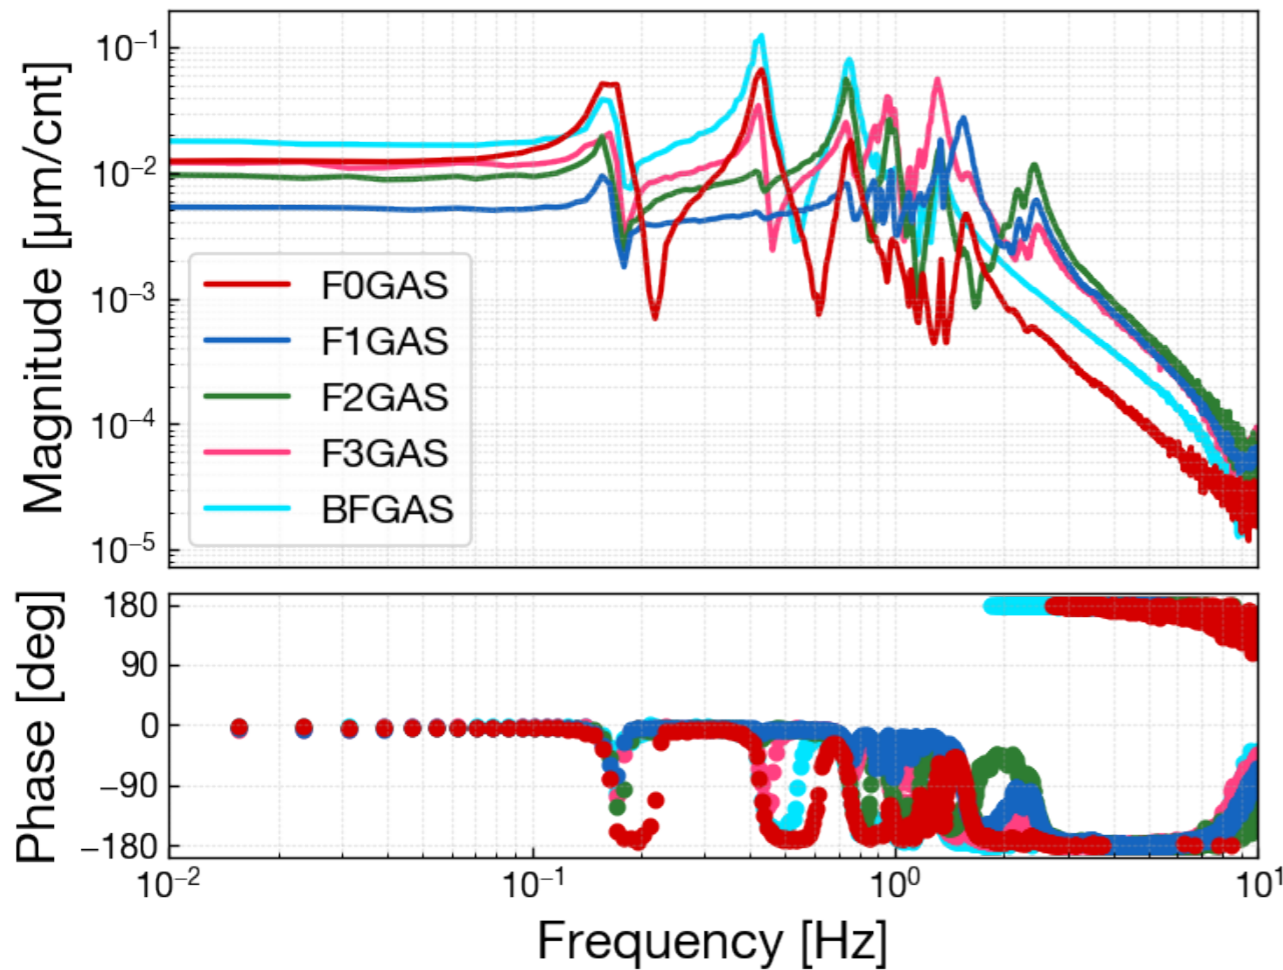 Magnitude [μm/cnt]
10⁻¹
10⁻²
10⁻³
10⁻⁴
10⁻⁵
F0GAS
F1GAS
F2GAS
F3GAS
BFGAS
Phase [deg]
180
90
0
−90
−180
10⁻²
10⁻¹
10⁰
10¹
Frequency [Hz]